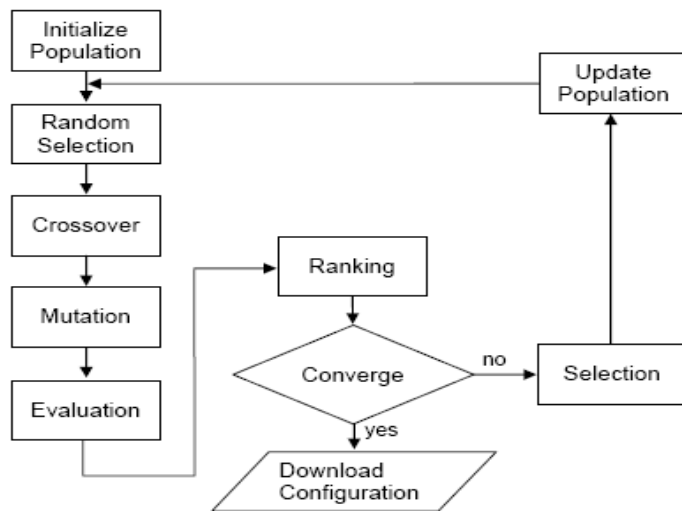 Initialize
Population
Random
Selection
Crossover
Mutation
Evaluation
Ranking
Converge
yes
Download
Configuration
no
Selection
Update
Population